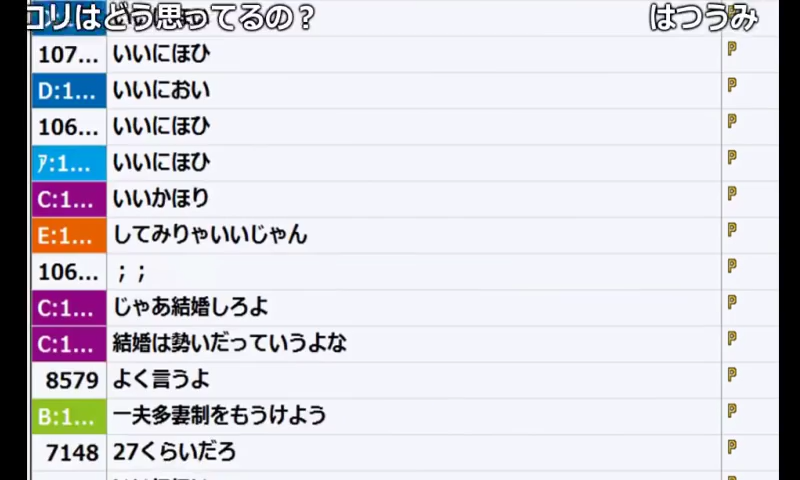 コリはどう思ってるの？ はつうみ
107... いいにほひ P
D:1... いいにおい P
106... いいにほひ P
ｱ:1... いいにほひ P
C:1... いいかほり P
E:1... してみりゃいいじゃん P
106... ；； P
C:1... じゃあ結婚しろよ P
C:1... 結婚は勢いだっていうよな P
8579 よく言うよ P
B:1... 一夫多妻制をもうけよう P
7148 27くらいだろ P